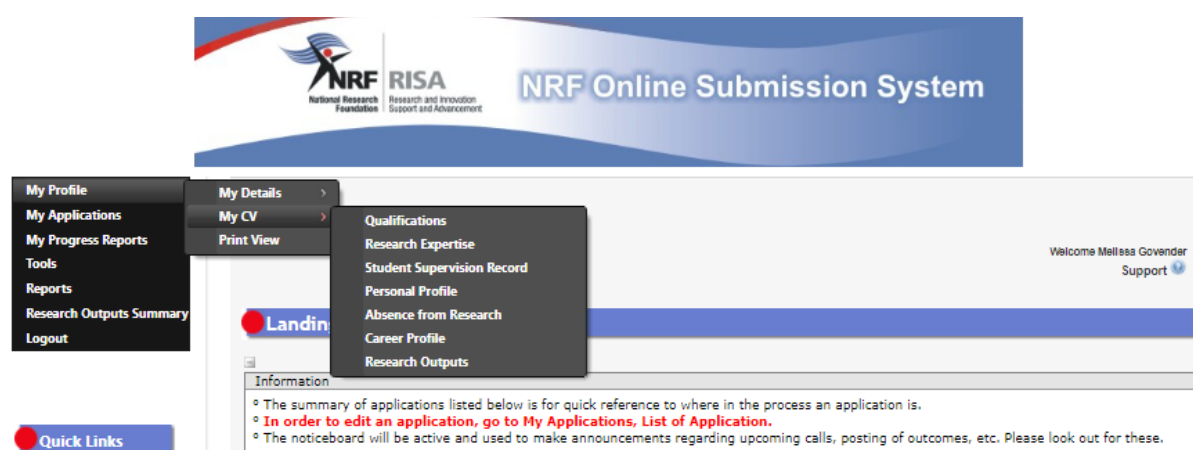 NRF
RISA
National Research
Foundation
Research and Innovation
Support and Advancement
NRF Online Submission System
My Profile
My Applications
My Progress Reports
Tools
Reports
Research Outputs Summary
Logout
My Details
My CV
Print View
Qualifications
Research Expertise
Student Supervision Record
Personal Profile
Absence from Research
Career Profile
Research Outputs
Welcome Melissa Govender
Support
Landin
Information
° The summary of applications listed below is for quick reference to where in the process an application is.
° In order to edit an application, go to My Applications, List of Application.
° The noticeboard will be active and used to make announcements regarding upcoming calls, posting of outcomes, etc. Please look out for these.
Quick Links